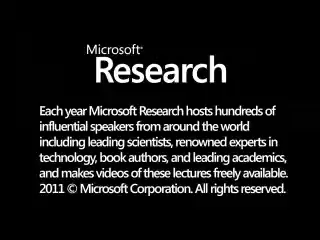 Microsoft®
Research
Each year Microsoft Research hosts hundreds of
influential speakers from around the world
including leading scientists, renowned experts in
technology, book authors, and leading academics,
and makes videos of these lectures freely available.
2011 © Microsoft Corporation. All rights reserved.